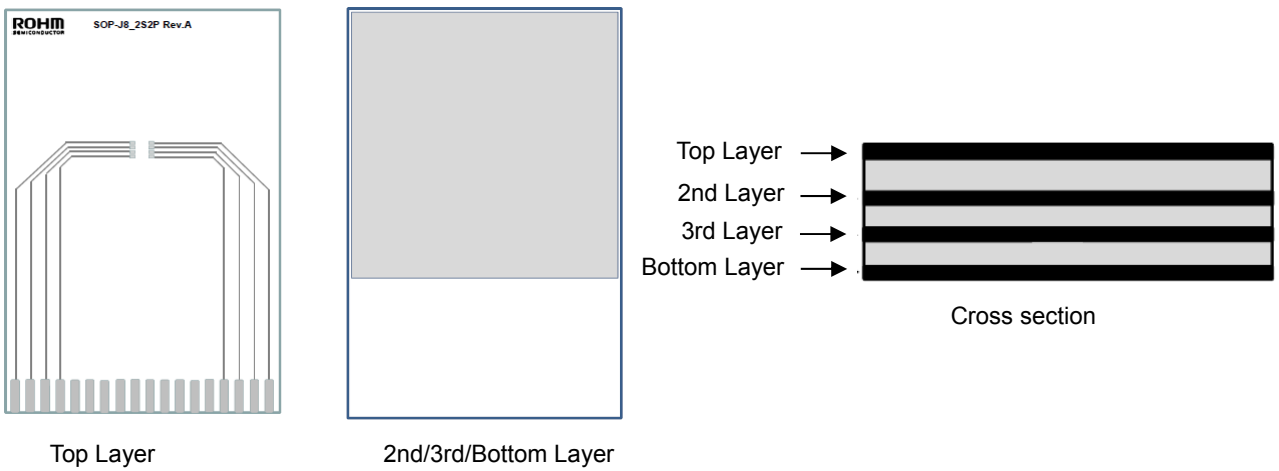 ROHM
SEMICONDUCTOR
SOP-J8_2S2P Rev.A
Top Layer
2nd Layer
3rd Layer
Bottom Layer
Cross section
Top Layer
2nd/3rd/Bottom Layer